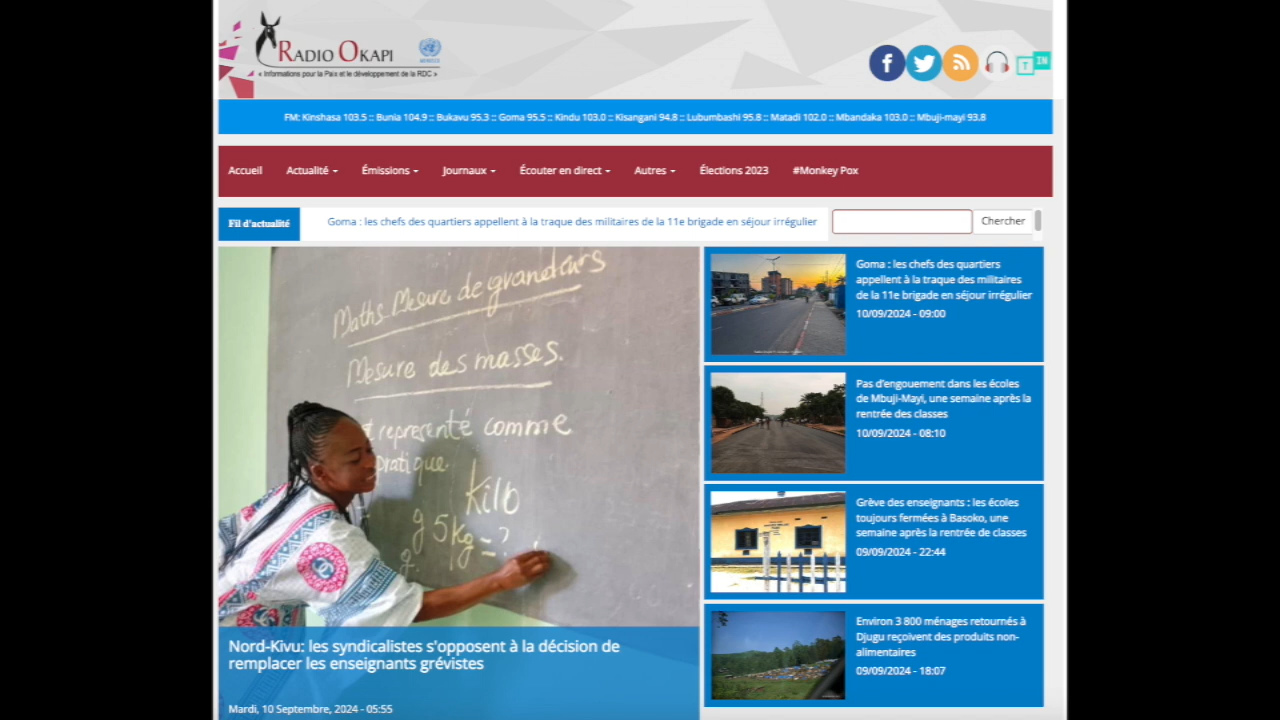 RADIO OKAPI
« Informations pour la Paix et le développement de la RDC »
T IN
FM: Kinshasa 103.5 :: Bunia 104.9 :: Bukavu 95.3 :: Goma 95.5 :: Kindu 103.0 :: Kisangani 94.8 :: Lubumbashi 95.8 :: Matadi 102.0 :: Mbandaka 103.0 :: Mbuji-mayi 93.8
Accueil Actualité Émissions Journaux Écouter en direct Autres Élections 2023 #Monkey Pox
Fil d'actualité Goma : les chefs des quartiers appellent à la traque des militaires de la 11e brigade en séjour irrégulier Chercher
Maths Mesure de grandeurs
Mesure des masses.
t representé comme
pratique.
Kilo
g 5 kg = ?
g.
Nord-Kivu: les syndicalistes s'opposent à la décision de
remplacer les enseignants grévistes
Mardi, 10 Septembre, 2024 - 05:55
Goma : les chefs des quartiers
appellent à la traque des militaires
de la 11e brigade en séjour irrégulier
10/09/2024 - 09:00
Pas d'engouement dans les écoles
de Mbuji-Mayi, une semaine après la
rentrée des classes
10/09/2024 - 08:10
Grève des enseignants : les écoles
toujours fermées à Basoko, une
semaine après la rentrée de classes
09/09/2024 - 22:44
Environ 3 800 ménages retournés à
Djugu reçoivent des produits non-
alimentaires
09/09/2024 - 18:07